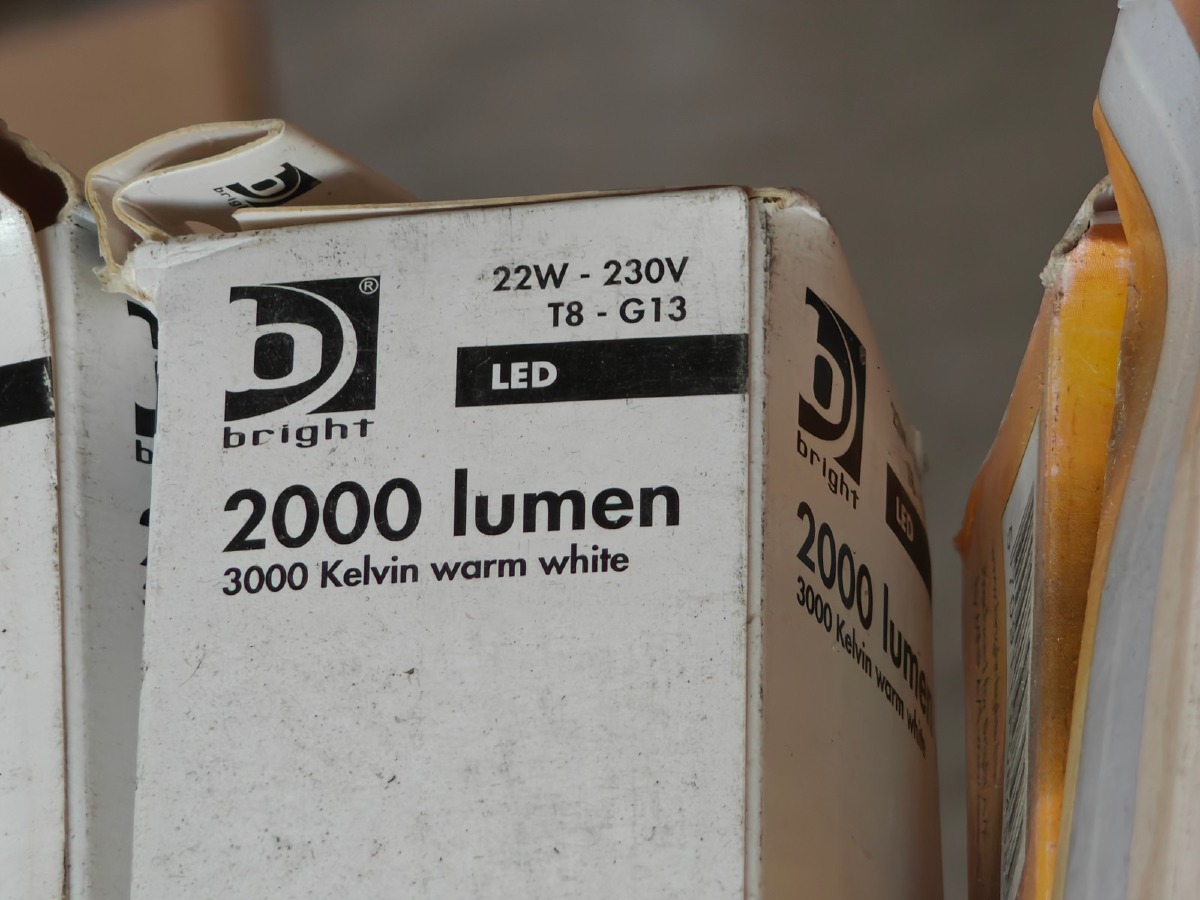 bright
22W - 230V
T8 - G13
LED
®
bright
2000 lumen
3000 Kelvin warm white
bright
LED
2000 lumen
3000 Kelvin warm white